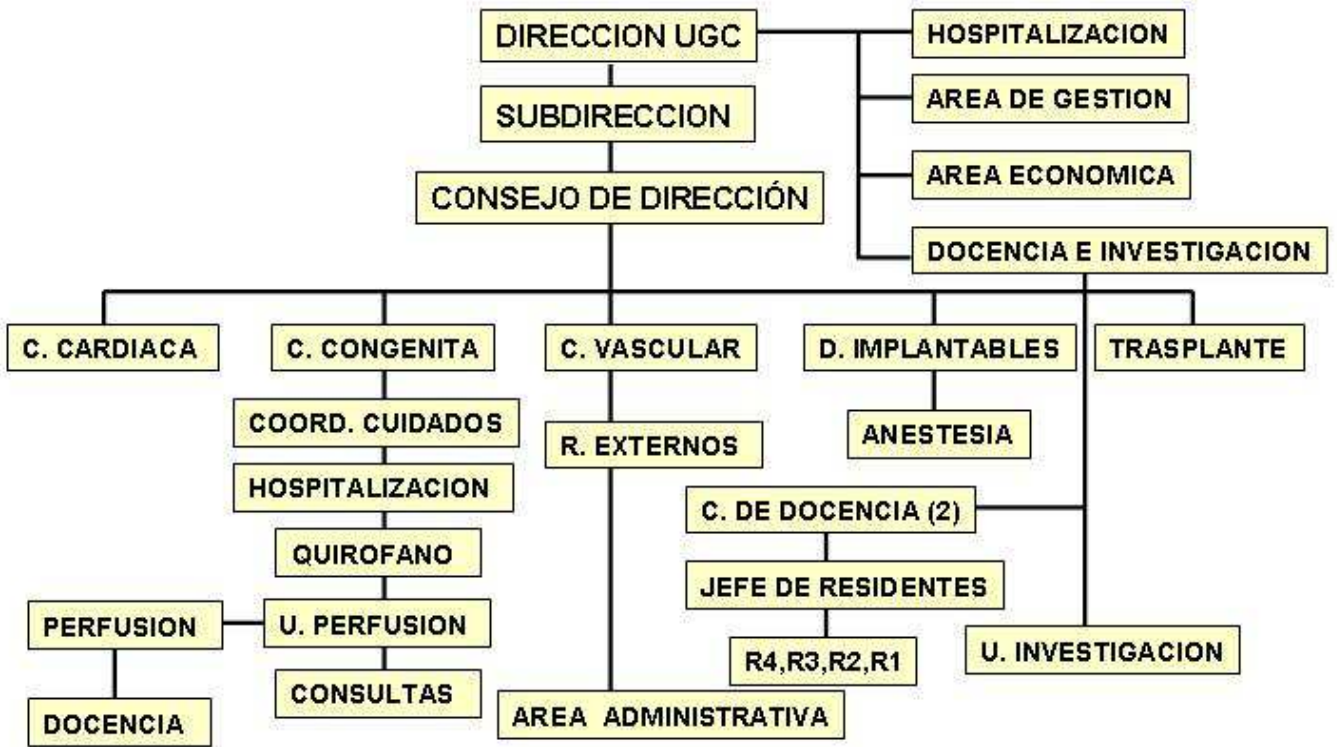 DIRECCION UGC
HOSPITALIZACION
SUBDIRECCION
AREA DE GESTION
CONSEJO DE DIRECCIÓN
AREA ECONOMICA
DOCENCIA E INVESTIGACION
C. CARDIACA
C. CONGENITA
C. VASCULAR
D. IMPLANTABLES
TRASPLANTE
COORD. CUIDADOS
R. EXTERNOS
ANESTESIA
HOSPITALIZACION
C. DE DOCENCIA (2)
QUIROFANO
JEFE DE RESIDENTES
PERFUSION
U. PERFUSION
R4,R3,R2,R1
U. INVESTIGACION
CONSULTAS
DOCENCIA
AREA ADMINISTRATIVA